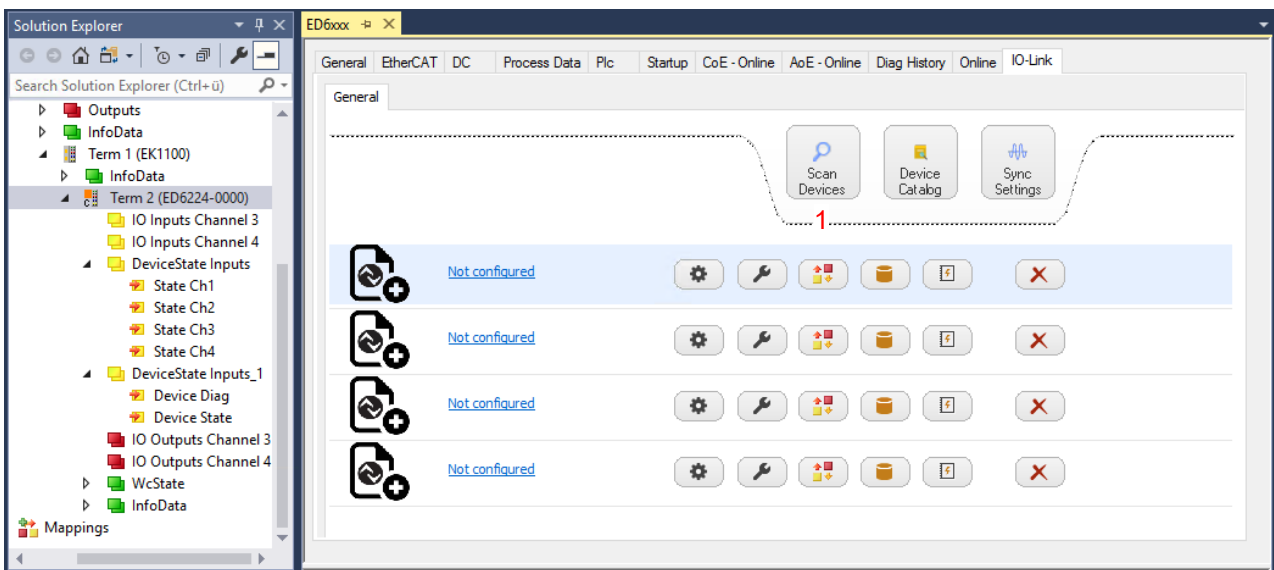 Solution Explorer
Search Solution Explorer (Ctrl+ü)
Outputs
InfoData
Term 1 (EK1100)
InfoData
Term 2 (ED6224-0000)
IO Inputs Channel 3
IO Inputs Channel 4
DeviceState Inputs
State Ch1
State Ch2
State Ch3
State Ch4
DeviceState Inputs_1
Device Diag
Device State
IO Outputs Channel 3
IO Outputs Channel 4
WcState
InfoData
Mappings
ED6xxx
General EtherCAT DC Process Data Plc Startup CoE - Online AoE - Online Diag History Online IO-Link
General
Scan
Devices
Device
Catalog
Sync
Settings
1
Not configured
Not configured
Not configured
Not configured